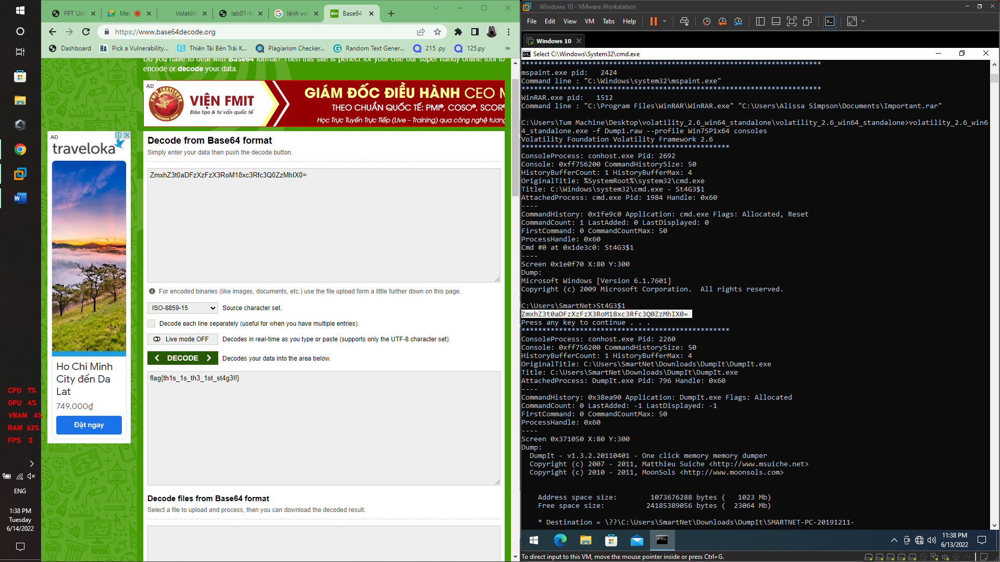 FPT Uni
Mee
Volatility
lab01-fo
lệnh vol
Base64
https://www.base64decode.org
Dashboard
Pick a Vulnerability...
Thiên Tài Bên Trái K...
Plagiarism Checker...
Random Text Gener...
215 .py
125.py
»
Do you have to deal with Base64 format? Then this site is perfect for you! Use our super handy online tool to
encode or decode your data.
AD
FMIT INSTITUTE
VIỆN FMIT
Đào tạo & tư vấn quốc tế
GIÁM ĐỐC ĐIỀU HÀNH CEO M
THEO CHUẨN QUỐC TẾ: PMI®, COSO®, SCOR®
Học Trực Tuyến Trực Tiếp (Live – Training) qua công nghệ tương
AD
traveloka
Ho Chi Minh
City đến Da
Lat
749.000₫
Đặt ngay
Decode from Base64 format
Simply enter your data then push the decode button.
ZmxhZ3t0aDFzXzFzX3RoM18xc3Rfc3Q0ZzMhIX0=
For encoded binaries (like images, documents, etc.) use the file upload form a little further down on this page.
ISO-8859-15
Source character set.
Decode each line separately (useful for when you have multiple entries).
Live mode OFF
Decodes in real-time as you type or paste (supports only the UTF-8 character set).
DECODE
Decodes your data into the area below.
flag{th1s_1s_th3_1st_st4g3!!}
Decode files from Base64 format
Select a file to upload and process, then you can download the decoded result.
CPU 7%
GPU 4%
VRAM 4%
RAM 63%
FPS 0
ENG
1:38 PM
Tuesday
6/14/2022
Windows 10 - VMware Workstation
File Edit View VM Tabs Help
Windows 10
Select C:\Windows\System32\cmd.exe
************************************************************************
mspaint.exe pid:   2424
Command line : "C:\Windows\system32\mspaint.exe"
************************************************************************
WinRAR.exe pid:   1512
Command line : "C:\Program Files\WinRAR\WinRAR.exe" "C:\Users\Alissa Simpson\Documents\Important.rar"
C:\Users\Tum Machine\Desktop\volatility_2.6_win64_standalone\volatility_2.6_win64_standalone>volatility_2.6_win6
4_standalone.exe -f Dump1.raw --profile Win7SP1x64 consoles
Volatility Foundation Volatility Framework 2.6
**************************************************
ConsoleProcess: conhost.exe Pid: 2692
Console: 0xff756200 CommandHistorySize: 50
HistoryBufferCount: 1 HistoryBufferMax: 4
OriginalTitle: %SystemRoot%\system32\cmd.exe
Title: C:\Windows\system32\cmd.exe - St4G3$1
AttachedProcess: cmd.exe Pid: 1984 Handle: 0x60
----
CommandHistory: 0x1fe9c0 Application: cmd.exe Flags: Allocated, Reset
CommandCount: 1 LastAdded: 0 LastDisplayed: 0
FirstCommand: 0 CommandCountMax: 50
ProcessHandle: 0x60
Cmd #0 at 0x1de3c0: St4G3$1
----
Screen 0x1e0f70 X:80 Y:300
Dump:
Microsoft Windows [Version 6.1.7601]
Copyright (c) 2009 Microsoft Corporation.  All rights reserved.
C:\Users\SmartNet>St4G3$1
ZmxhZ3t0aDFzXzFzX3RoM18xc3Rfc3Q0ZzMhIX0=
Press any key to continue . . .
**************************************************
ConsoleProcess: conhost.exe Pid: 2260
Console: 0xff756200 CommandHistorySize: 50
HistoryBufferCount: 1 HistoryBufferMax: 4
OriginalTitle: C:\Users\SmartNet\Downloads\DumpIt\DumpIt.exe
Title: C:\Users\SmartNet\Downloads\DumpIt\DumpIt.exe
AttachedProcess: DumpIt.exe Pid: 796 Handle: 0x60
----
CommandHistory: 0x38ea90 Application: DumpIt.exe Flags: Allocated
CommandCount: 0 LastAdded: -1 LastDisplayed: -1
FirstCommand: 0 CommandCountMax: 50
ProcessHandle: 0x60
----
Screen 0x371050 X:80 Y:300
Dump:
DumpIt - v1.3.2.20110401 - One click memory memory dumper
Copyright (c) 2007 - 2011, Matthieu Suiche <http://www.msuiche.net>
Copyright (c) 2010 - 2011, MoonSols <http://www.moonsols.com>
Address space size:        1073676288 bytes (   1023 Mb)
Free space size:          24185389056 bytes (  23064 Mb)
* Destination = \??\C:\Users\SmartNet\Downloads\DumpIt\SMARTNET-PC-20191211-
11:38 PM
6/13/2022
To direct input to this VM, move the mouse pointer inside or press Ctrl+G.